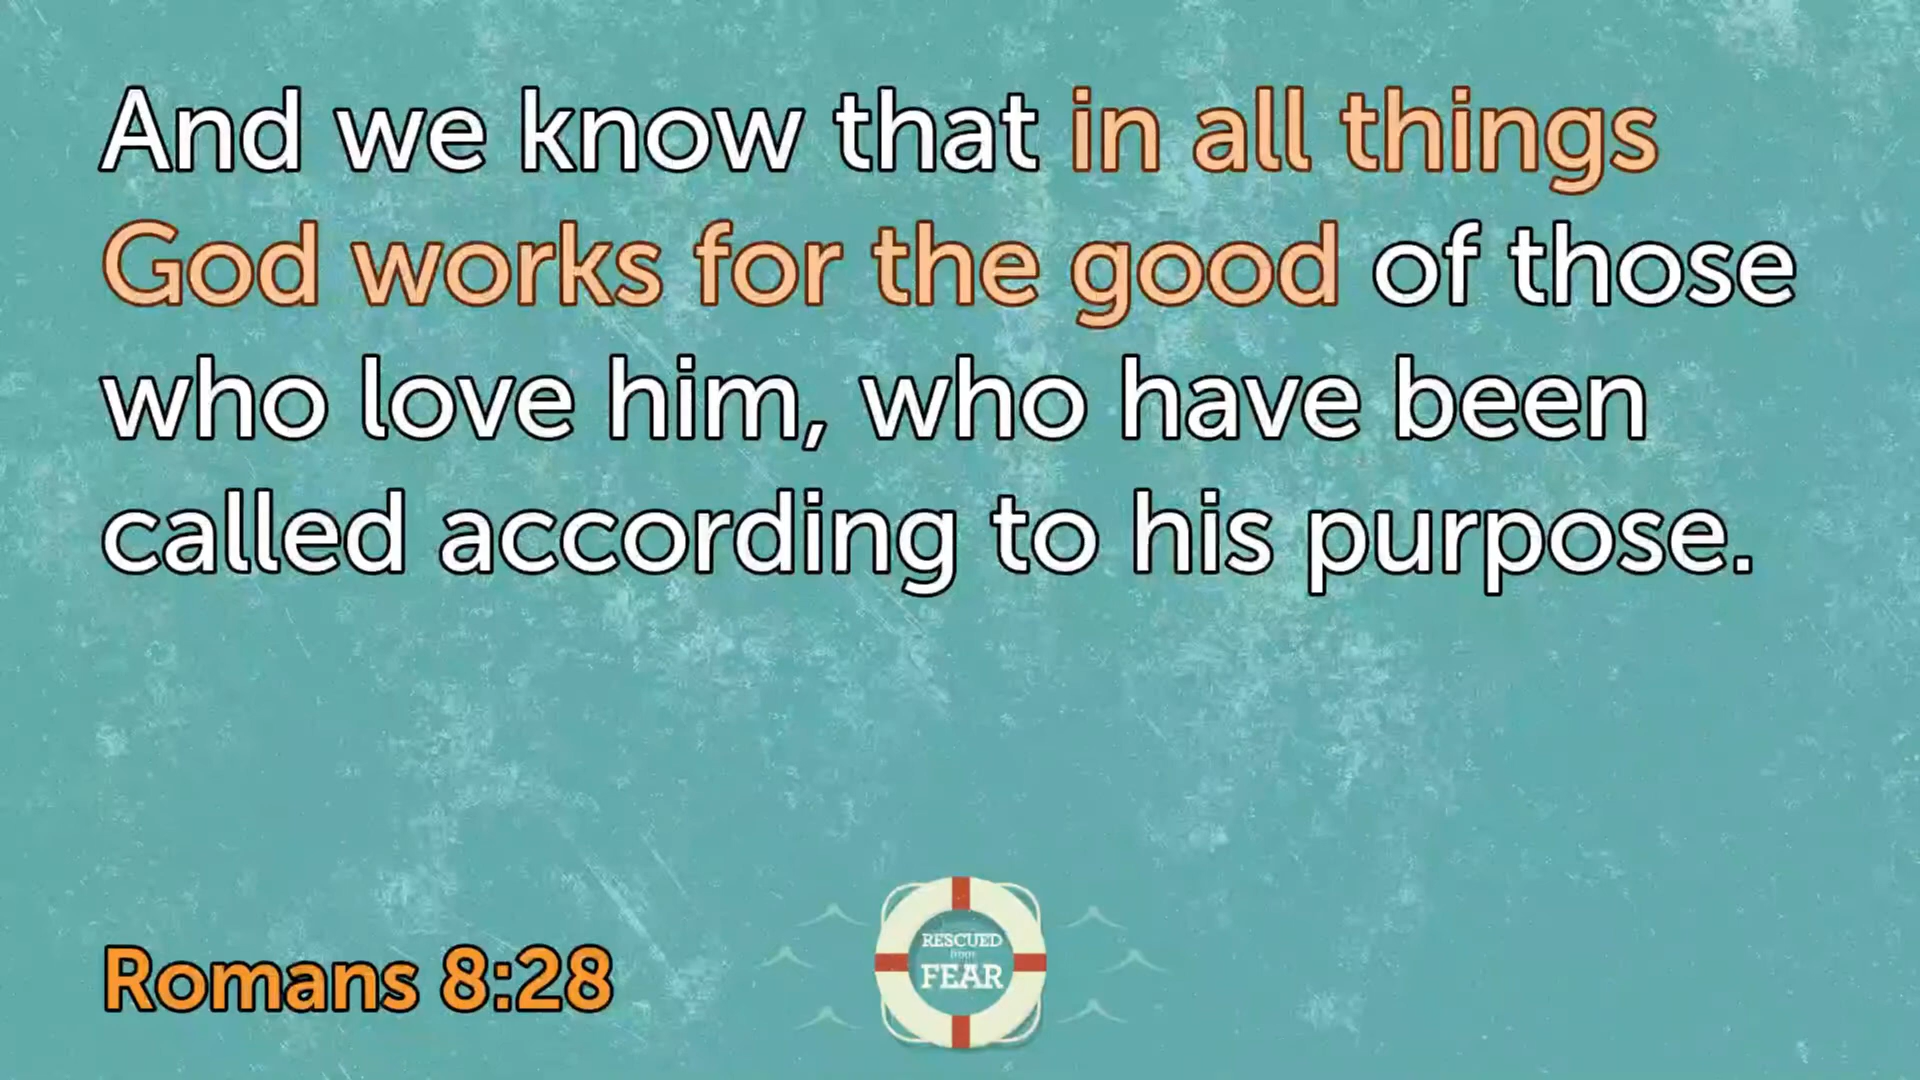 And we know that in all things
God works for the good of those
who love him, who have been
called according to his purpose.
Romans 8:28
RESCUED
from
FEAR